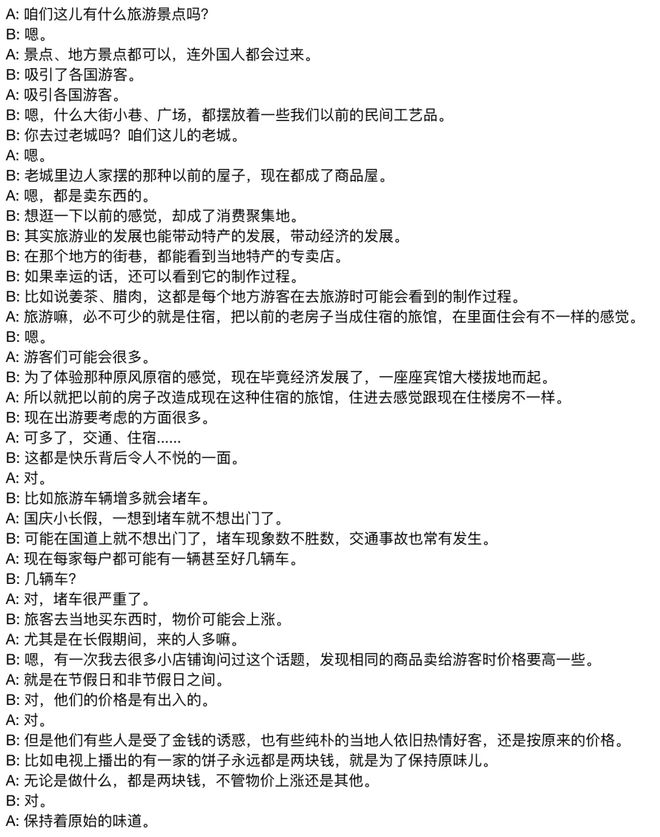 A: 咱们这儿有什么旅游景点吗?
B: 嗯。
A: 景点、地方景点都可以，连外国人都会过来。
B: 吸引了各国游客。
A: 吸引各国游客。
B: 嗯，什么大街小巷、广场，都摆放着一些我们以前的民间工艺品。
B: 你去过老城吗？咱们这儿的老城。
A: 嗯。
B: 老城里边人家摆的那种以前的屋子，现在都成了商品屋。
A: 嗯，都是卖东西的。
B: 想逛一下以前的感觉，却成了消费聚集地。
B: 其实旅游业的发展也能带动特产的发展，带动经济的发展。
B: 在那个地方的街巷，都能看到当地特产的专卖店。
B: 如果幸运的话，还可以看到它的制作过程。
B: 比如说姜茶、腊肉，这都是每个地方游客在去旅游时可能会看到的制作过程。
A: 旅游嘛，必不可少的就是住宿，把以前的老房子当成住宿的旅馆，在里面住会有不一样的感觉。
B: 嗯。
A: 游客们可能会很多。
B: 为了体验那种原风原宿的感觉，现在毕竟经济发展了，一座座宾馆大楼拔地而起。
A: 所以就把以前的房子改造成现在这种住宿的旅馆，住进去感觉跟现在住楼房不一样。
B: 现在出游要考虑的方面很多。
A: 可多了，交通、住宿......
B: 这都是快乐背后令人不悦的一面。
A: 对。
B: 比如旅游车辆增多就会堵车。
A: 国庆小长假，一想到堵车就不想出门了。
B: 可能在国道上就不想出门了，堵车现象数不胜数，交通事故也常有发生。
A: 现在每家每户都可能有一辆甚至好几辆车。
B: 几辆车?
A: 对，堵车很严重了。
B: 旅客去当地买东西时，物价可能会上涨。
A: 尤其是在长假期间，来的人多嘛。
B: 嗯，有一次我去很多小店铺询问过这个话题，发现相同的商品卖给游客时价格要高一些。
A: 就是在节假日和非节假日之间。
B: 对，他们的价格是有出入的。
A: 对。
B: 但是他们有些人是受了金钱的诱惑，也有些纯朴的当地人依旧热情好客，还是按原来的价格。
B: 比如电视上播出的有一家的饼子永远都是两块钱，就是为了保持原味儿。
A: 无论是做什么，都是两块钱，不管物价上涨还是其他。
B: 对。
A: 保持着原始的味道。